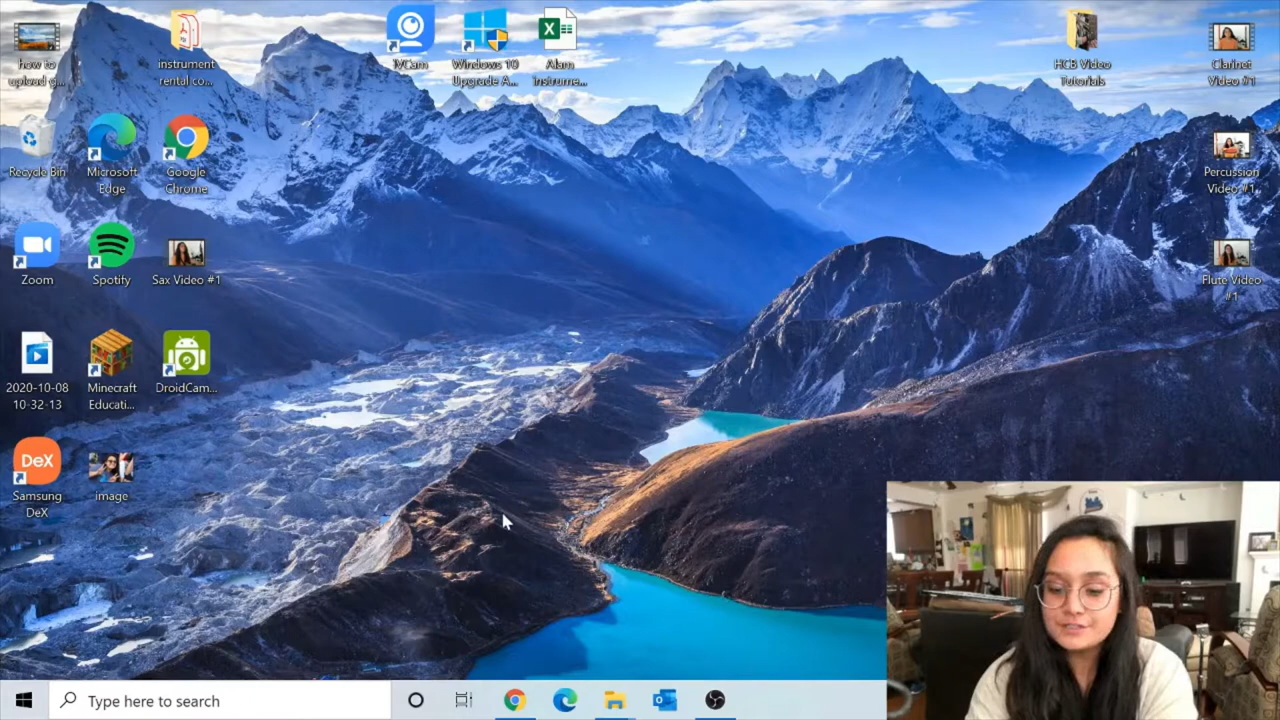 how to
upload g...
instrument
rental co...
iVCam
Windows 10
Upgrade A...
Alam
Instrume...
HCB Video
Tutorials
Clarinet
Video #1
Recycle Bin
Microsoft
Edge
Google
Chrome
Percussion
Video #1
Zoom
Spotify
Sax Video #1
Flute Video
#1
2020-10-08
10-32-13
Minecraft
Educati...
DroidCam...
DeX
Samsung
DeX
image
Type here to search